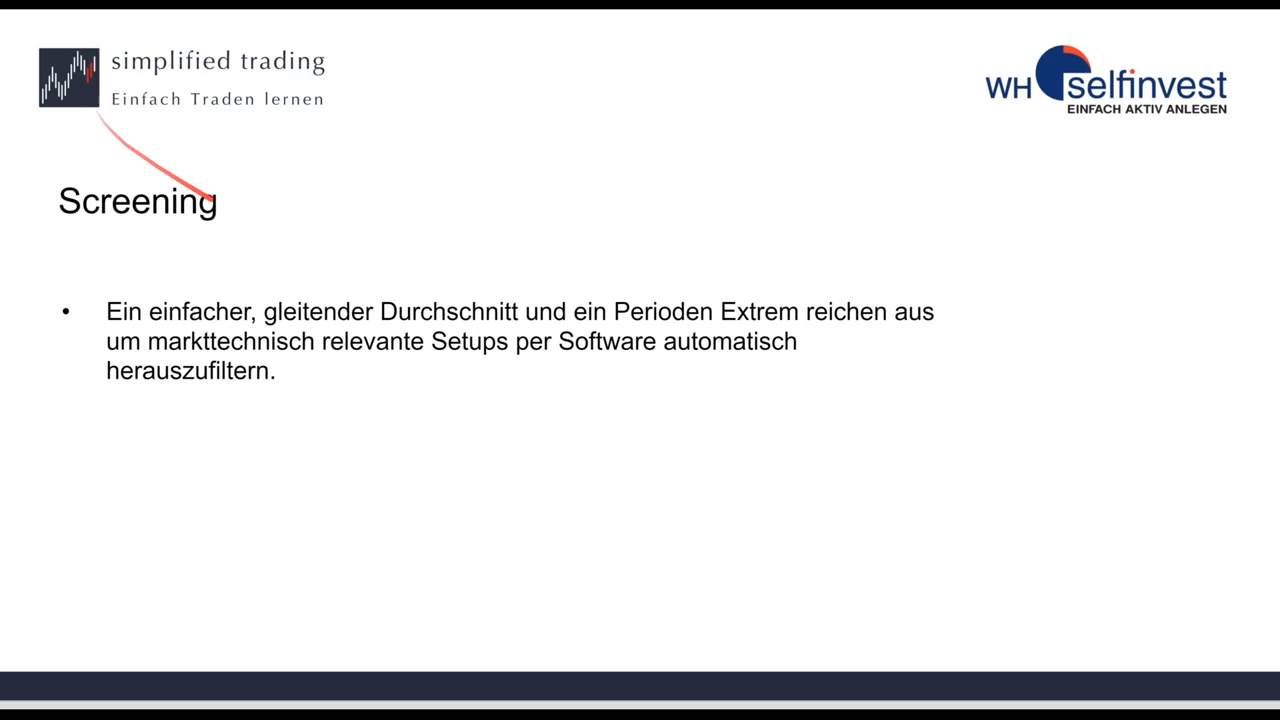 simplified trading
Einfach Traden lernen
WH selfinvest
EINFACH AKTIV ANLEGEN
Screening
• Ein einfacher, gleitender Durchschnitt und ein Perioden Extrem reichen aus
um markttechnisch relevante Setups per Software automatisch
herauszufiltern.